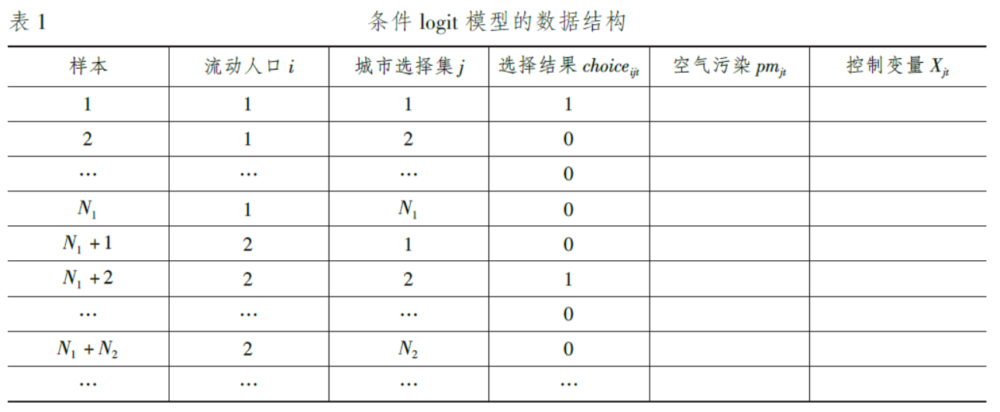 表 1 条件 logit 模型的数据结构
样本 流动人口 i 城市选择集 j 选择结果 choice_{ijt} 空气污染 pm_{jt} 控制变量 X_{jt}
1 1 1 1
2 1 2 0
… … … 0
N_1 1 N_1 0
N_1 + 1 2 1 0
N_1 + 2 2 2 1
… … … 0
N_1 + N_2 2 N_2 0
… … … …